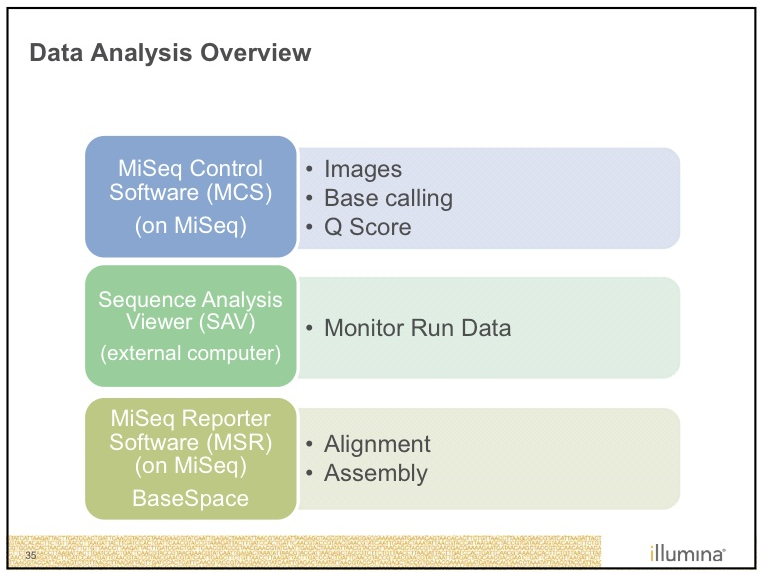 Data Analysis Overview
MiSeq Control
Software (MCS)
(on MiSeq)
• Images
• Base calling
• Q Score
Sequence Analysis
Viewer (SAV)
(external computer)
• Monitor Run Data
MiSeq Reporter
Software (MSR)
(on MiSeq)
BaseSpace
• Alignment
• Assembly
35
illumina®